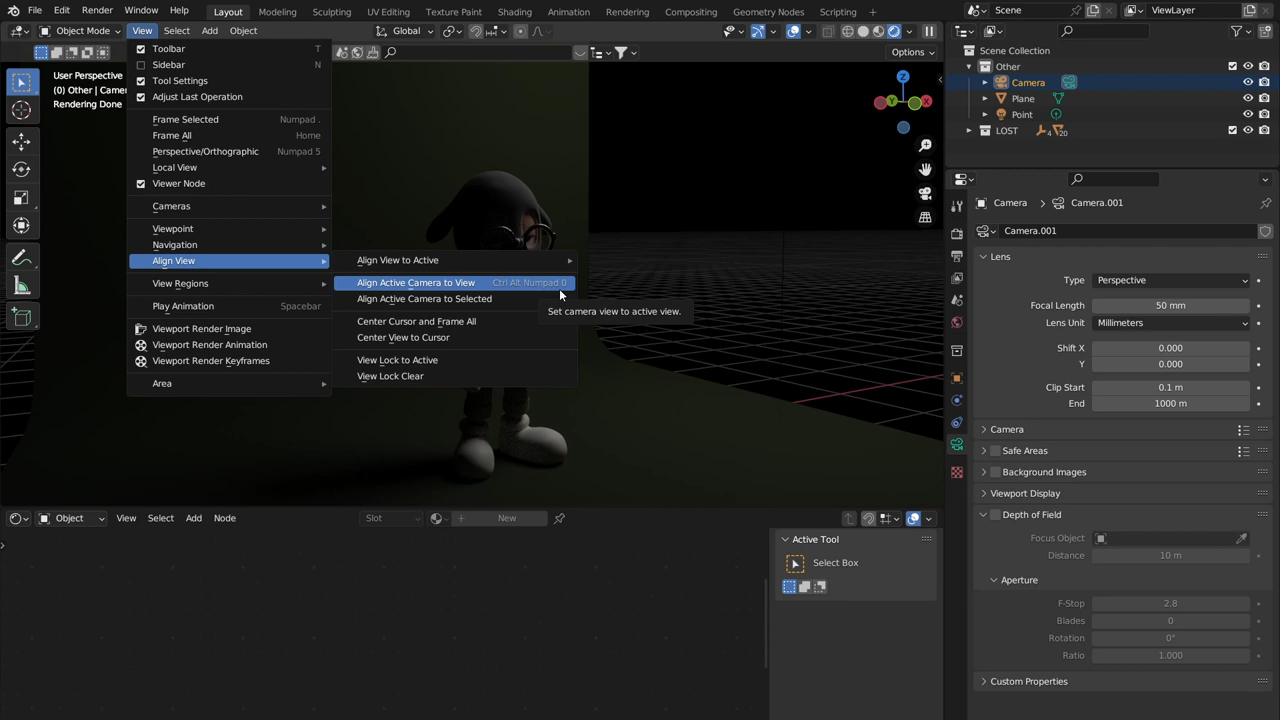 File Edit Render Window Help Layout Modeling Sculpting UV Editing Texture Paint Shading Animation Rendering Compositing Geometry Nodes Scripting Scene ViewLayer
Object Mode View Select Add Object Global
Options
Toolbar T
Sidebar N
Tool Settings
Adjust Last Operation
Frame Selected Numpad .
Frame All Home
Perspective/Orthographic Numpad 5
Local View
Viewer Node
Cameras
Viewpoint
Navigation
Align View
View Regions
Play Animation Spacebar
Viewport Render Image
Viewport Render Animation
Viewport Render Keyframes
Area
Align View to Active
Align Active Camera to View Ctrl Alt Numpad 0
Align Active Camera to Selected
Center Cursor and Frame All
Center View to Cursor
View Lock to Active
View Lock Clear
Set camera view to active view.
User Perspective
(0) Other | Camer
Rendering Done
Z
Y
X
Scene Collection
Other
Camera
Plane
Point
LOST 4 20
Camera > Camera.001
Camera.001
Lens
Type Perspective
Focal Length 50 mm
Lens Unit Millimeters
Shift X 0.000
Y 0.000
Clip Start 0.1 m
End 1000 m
Camera
Safe Areas
Background Images
Viewport Display
Depth of Field
Focus Object
Distance 10 m
Aperture
F-Stop 2.8
Blades 0
Rotation 0°
Ratio 1.000
Custom Properties
Object View Select Add Node Slot New
Active Tool
Select Box